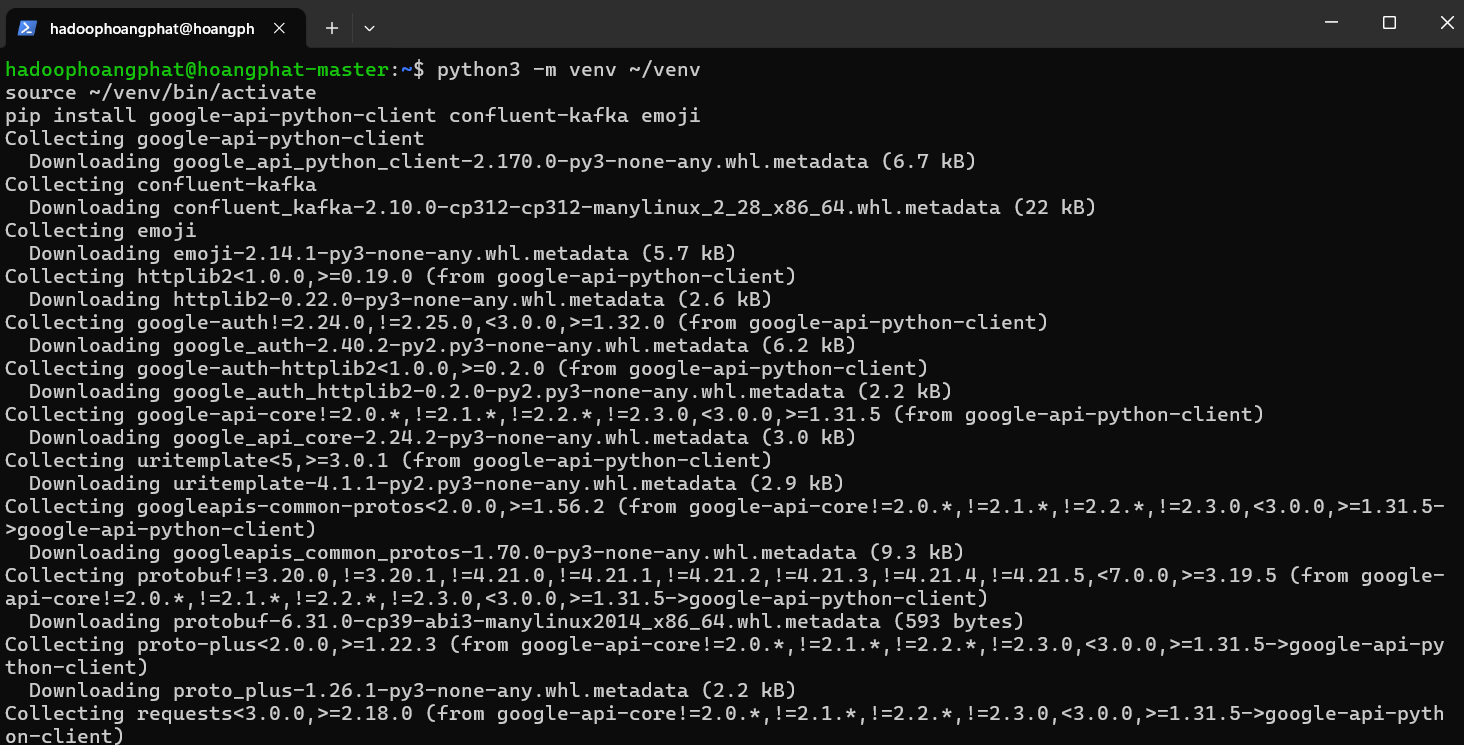 hadoophoangphat@hoangph
hadoophoangphat@hoangphat-master:~$ python3 -m venv ~/venv
source ~/venv/bin/activate
pip install google-api-python-client confluent-kafka emoji
Collecting google-api-python-client
  Downloading google_api_python_client-2.170.0-py3-none-any.whl.metadata (6.7 kB)
Collecting confluent-kafka
  Downloading confluent_kafka-2.10.0-cp312-cp312-manylinux_2_28_x86_64.whl.metadata (22 kB)
Collecting emoji
  Downloading emoji-2.14.1-py3-none-any.whl.metadata (5.7 kB)
Collecting httplib2<1.0.0,>=0.19.0 (from google-api-python-client)
  Downloading httplib2-0.22.0-py3-none-any.whl.metadata (2.6 kB)
Collecting google-auth!=2.24.0,!=2.25.0,<3.0.0,>=1.32.0 (from google-api-python-client)
  Downloading google_auth-2.40.2-py2.py3-none-any.whl.metadata (6.2 kB)
Collecting google-auth-httplib2<1.0.0,>=0.2.0 (from google-api-python-client)
  Downloading google_auth_httplib2-0.2.0-py2.py3-none-any.whl.metadata (2.2 kB)
Collecting google-api-core!=2.0.*,!=2.1.*,!=2.2.*,!=2.3.0,<3.0.0,>=1.31.5 (from google-api-python-client)
  Downloading google_api_core-2.24.2-py3-none-any.whl.metadata (3.0 kB)
Collecting uritemplate<5,>=3.0.1 (from google-api-python-client)
  Downloading uritemplate-4.1.1-py2.py3-none-any.whl.metadata (2.9 kB)
Collecting googleapis-common-protos<2.0.0,>=1.56.2 (from google-api-core!=2.0.*,!=2.1.*,!=2.2.*,!=2.3.0,<3.0.0,>=1.31.5-
>google-api-python-client)
  Downloading googleapis_common_protos-1.70.0-py3-none-any.whl.metadata (9.3 kB)
Collecting protobuf!=3.20.0,!=3.20.1,!=4.21.0,!=4.21.1,!=4.21.2,!=4.21.3,!=4.21.4,!=4.21.5,<7.0.0,>=3.19.5 (from google-
api-core!=2.0.*,!=2.1.*,!=2.2.*,!=2.3.0,<3.0.0,>=1.31.5->google-api-python-client)
  Downloading protobuf-6.31.0-cp39-abi3-manylinux2014_x86_64.whl.metadata (593 bytes)
Collecting proto-plus<2.0.0,>=1.22.3 (from google-api-core!=2.0.*,!=2.1.*,!=2.2.*,!=2.3.0,<3.0.0,>=1.31.5->google-api-py
thon-client)
  Downloading proto_plus-1.26.1-py3-none-any.whl.metadata (2.2 kB)
Collecting requests<3.0.0,>=2.18.0 (from google-api-core!=2.0.*,!=2.1.*,!=2.2.*,!=2.3.0,<3.0.0,>=1.31.5->google-api-pyth
on-client)